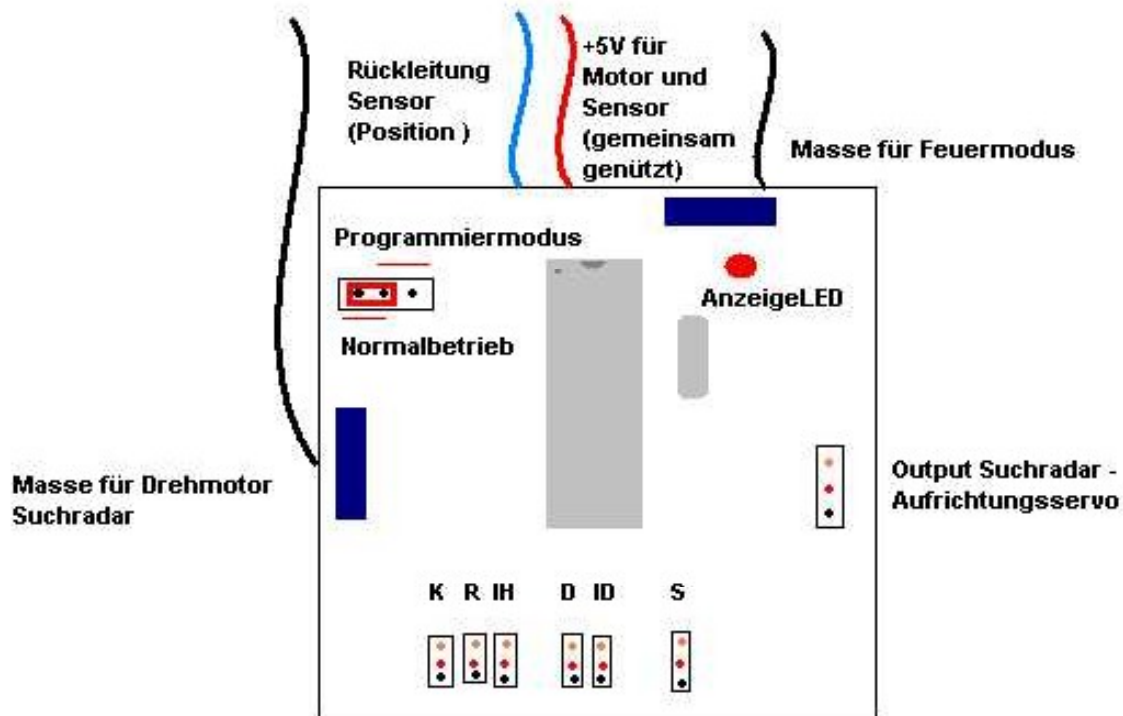 Rückleitung
Sensor
(Position )
+5V für
Motor und
Sensor
(gemeinsam
genützt)
Masse für Feuermodus
Programmiermodus
AnzeigeLED
Normalbetrieb
Masse für Drehmotor
Suchradar
Output Suchradar -
Aufrichtungsservo
K R IH D ID S